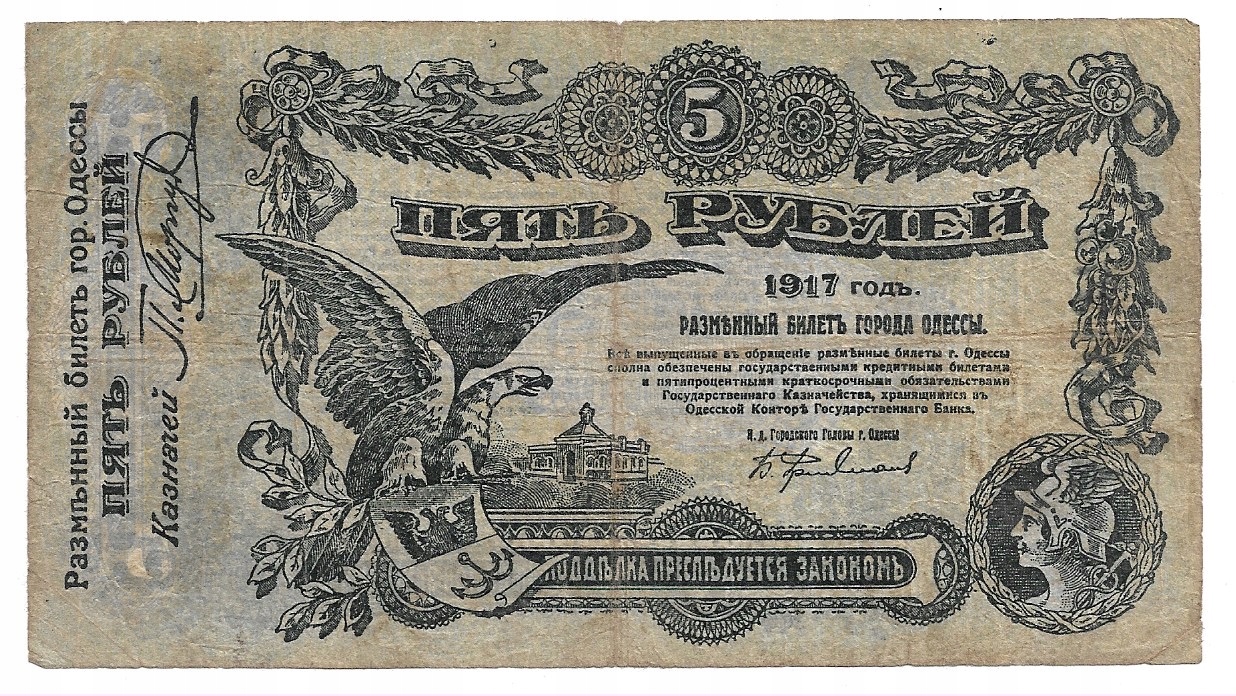 Размѣнный билетъ гор. Одессы
ПЯТЬ РУБЛЕЙ
Казначей
5
ПЯТЬ РУБЛЕЙ
1917 годъ.
РАЗМѢННЫЙ БИЛЕТЪ ГОРОДА ОДЕССЫ.
Всѣ выпущенные въ обращеніе размѣнные билеты г. Одессы
сполна обезпечены государственными кредитными билетами
и пятипроцентными краткосрочными обязательствами
Государственнаго Казначейства, хранящимися въ
Одесской Конторѣ Государственнаго Банка.
И. д. Городского Головы г. Одессы
ПОДДѢЛКА ПРЕСЛѢДУЕТСЯ ЗАКОНОМЪ